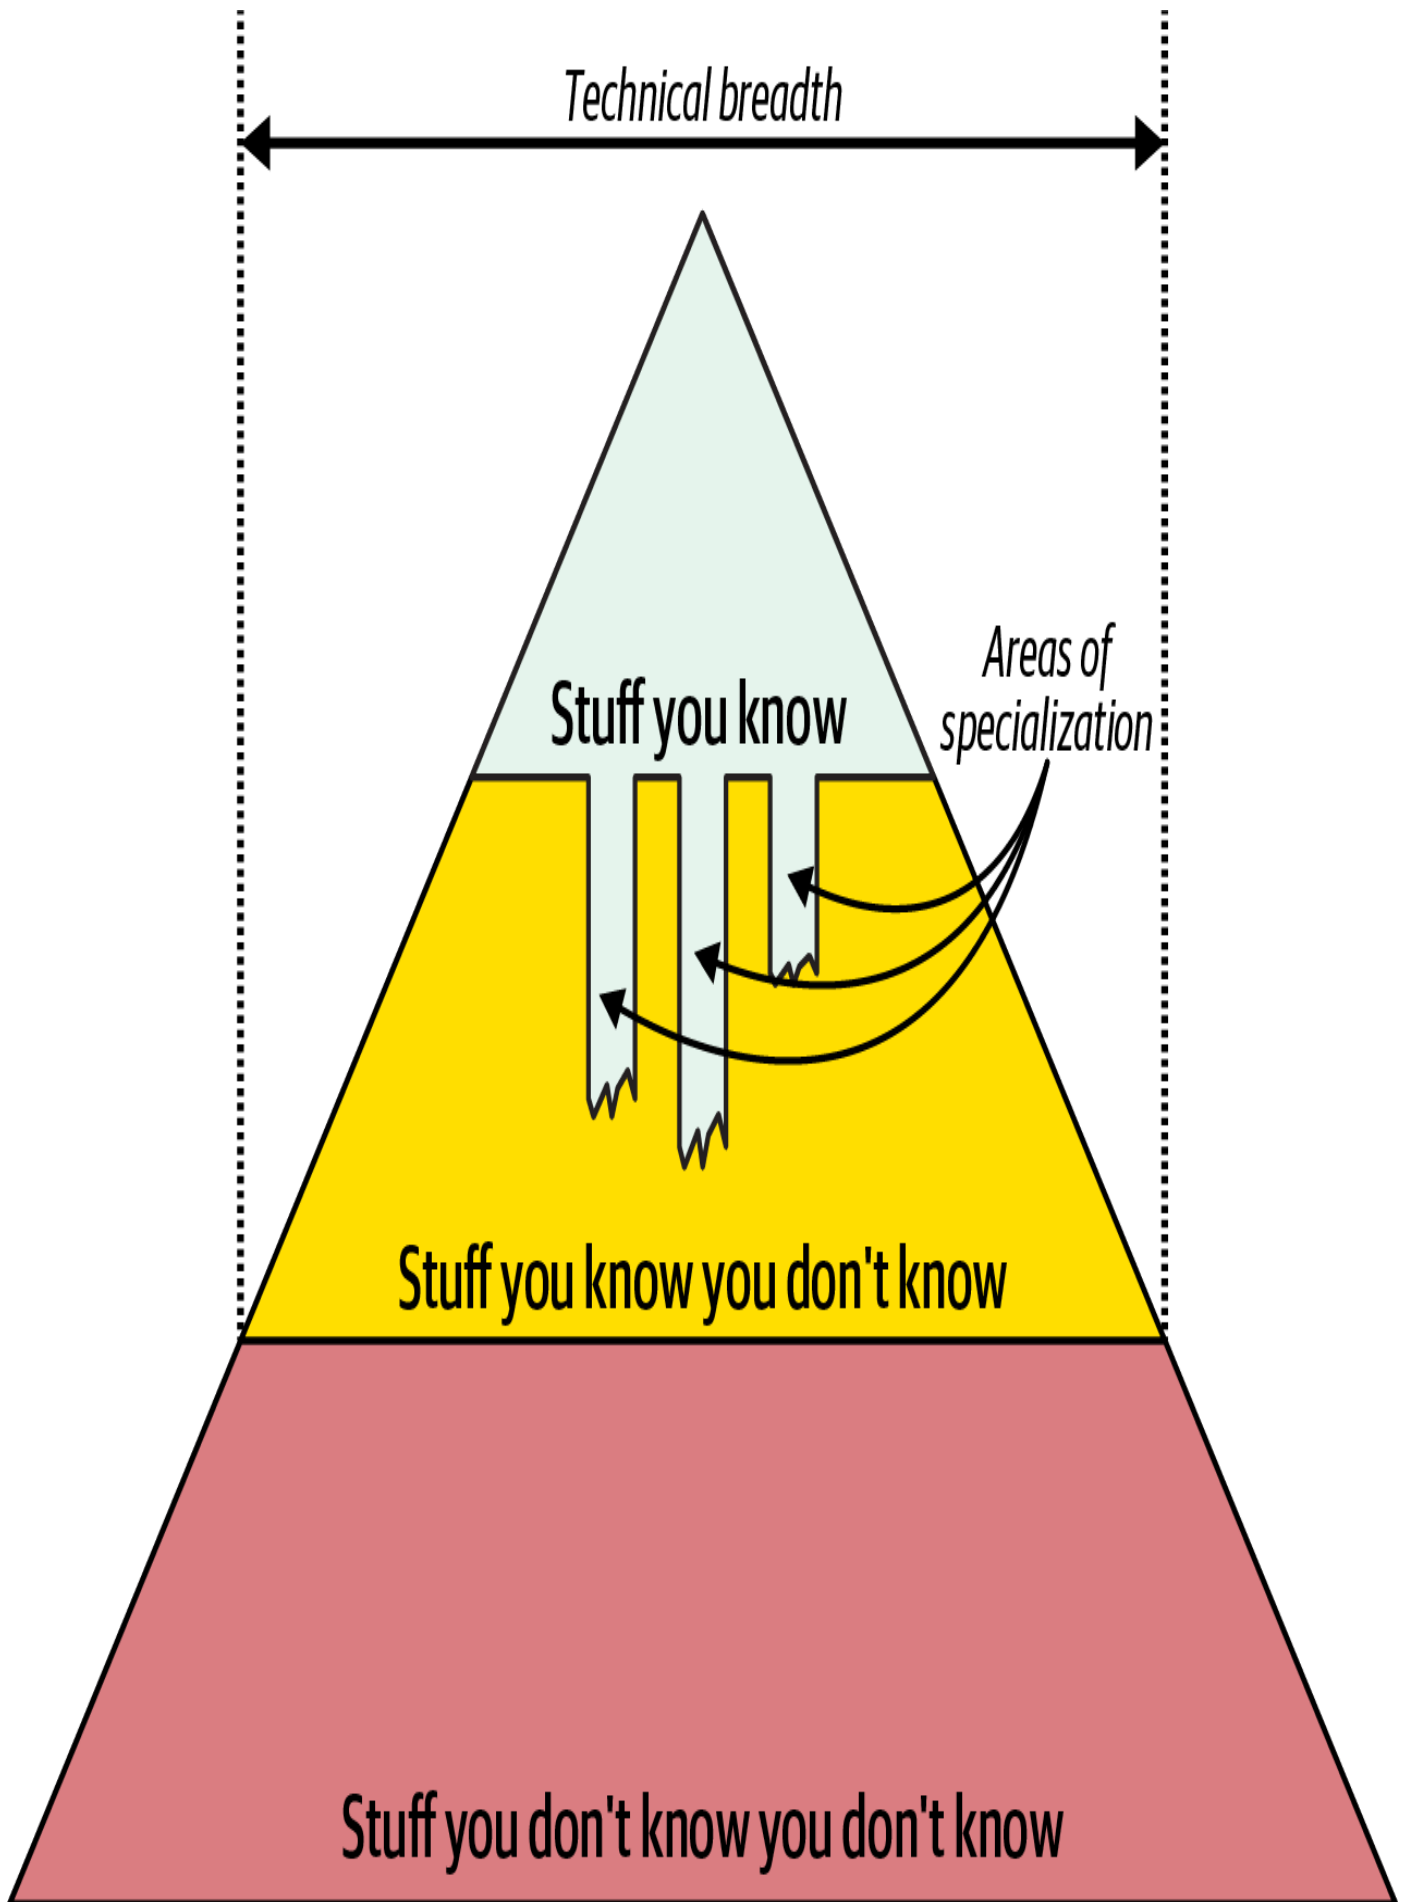 Technical breadth
Areas of
specialization
Stuff you know
Stuff you know you don't know
Stuff you don't know you don't know